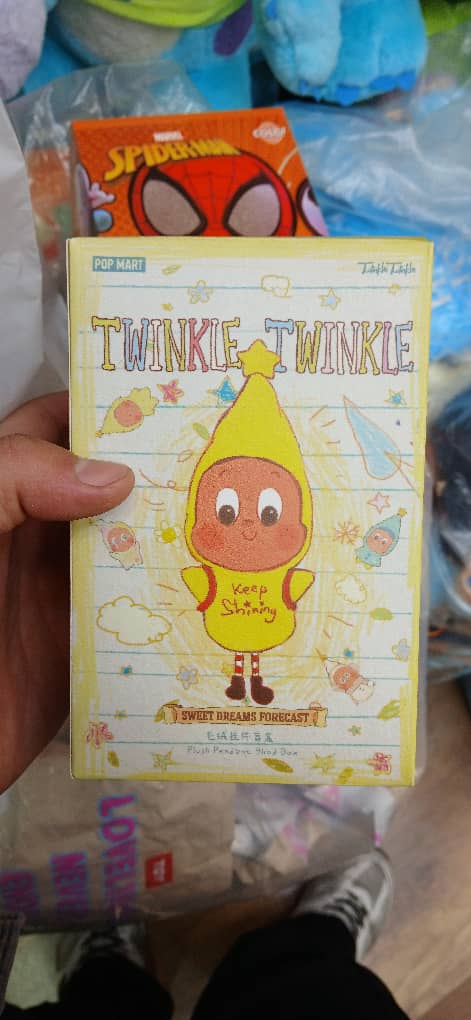 MARVEL
SPIDER-MAN
POP MART
Twinkle Twinkle
TWINKLE TWINKLE
Keep
Shining
SWEET DREAMS FORECAST
毛绒挂件盲盒
Plush Pendant Blind Box
LOVE
NEVER